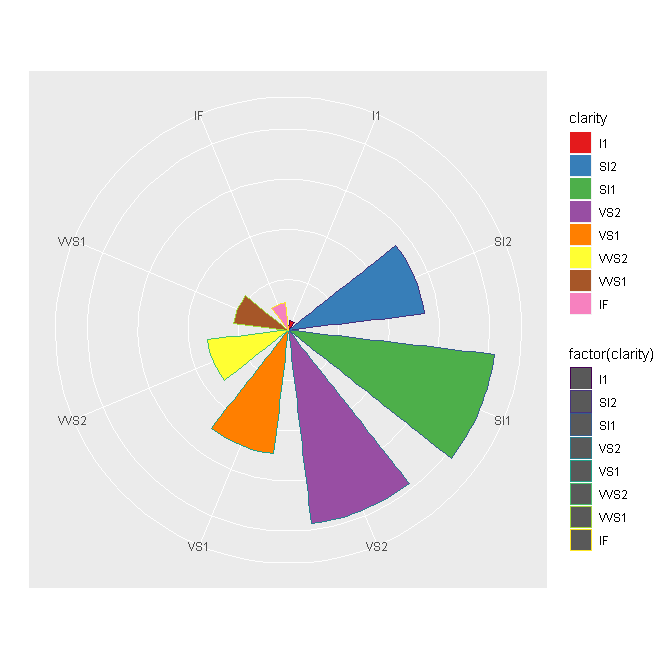 IF
I1
VVS1
SI2
VVS2
SI1
VS1
VS2
clarity
I1
SI2
SI1
VS2
VS1
VVS2
VVS1
IF
factor(clarity)
I1
SI2
SI1
VS2
VS1
VVS2
VVS1
IF